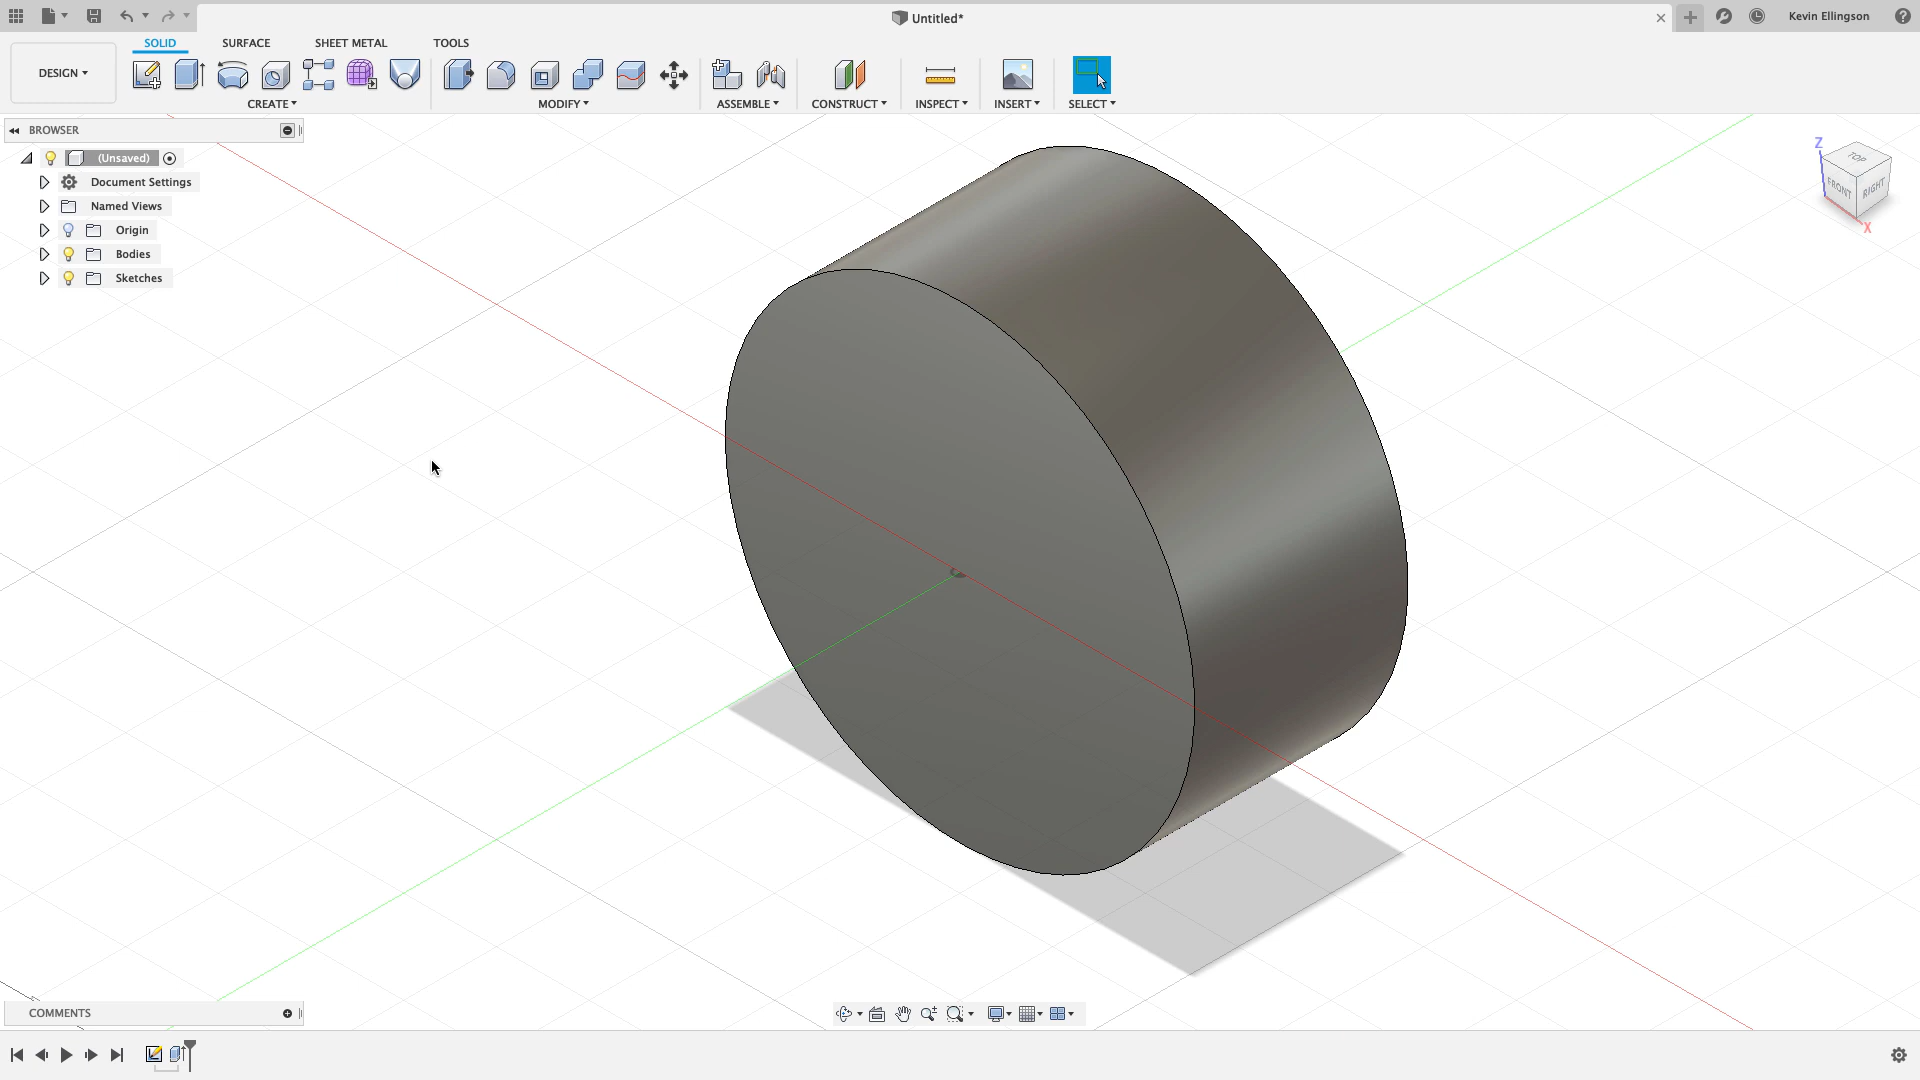 Untitled*
Kevin Ellingson
DESIGN
SOLID
SURFACE
SHEET METAL
TOOLS
CREATE
MODIFY
ASSEMBLE
CONSTRUCT
INSPECT
INSERT
SELECT
BROWSER
(Unsaved)
Document Settings
Named Views
Origin
Bodies
Sketches
Z
TOP
FRONT
RIGHT
X
COMMENTS